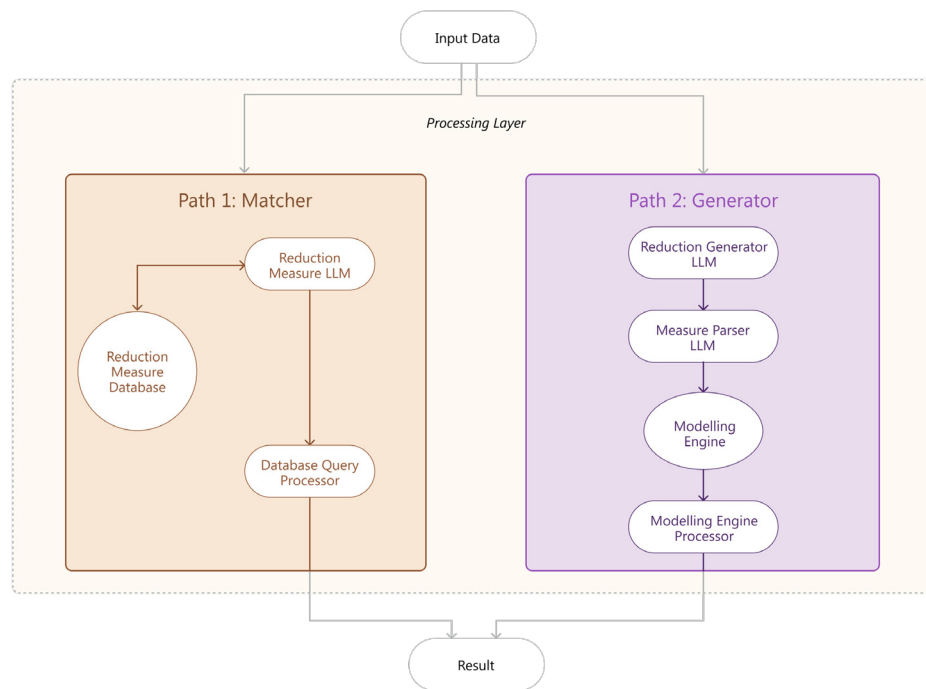 Input Data
Processing Layer
Path 1: Matcher
Reduction
Measure LLM
Reduction
Measure
Database
Database Query
Processor
Path 2: Generator
Reduction Generator
LLM
Measure Parser
LLM
Modelling
Engine
Modelling Engine
Processor
Result